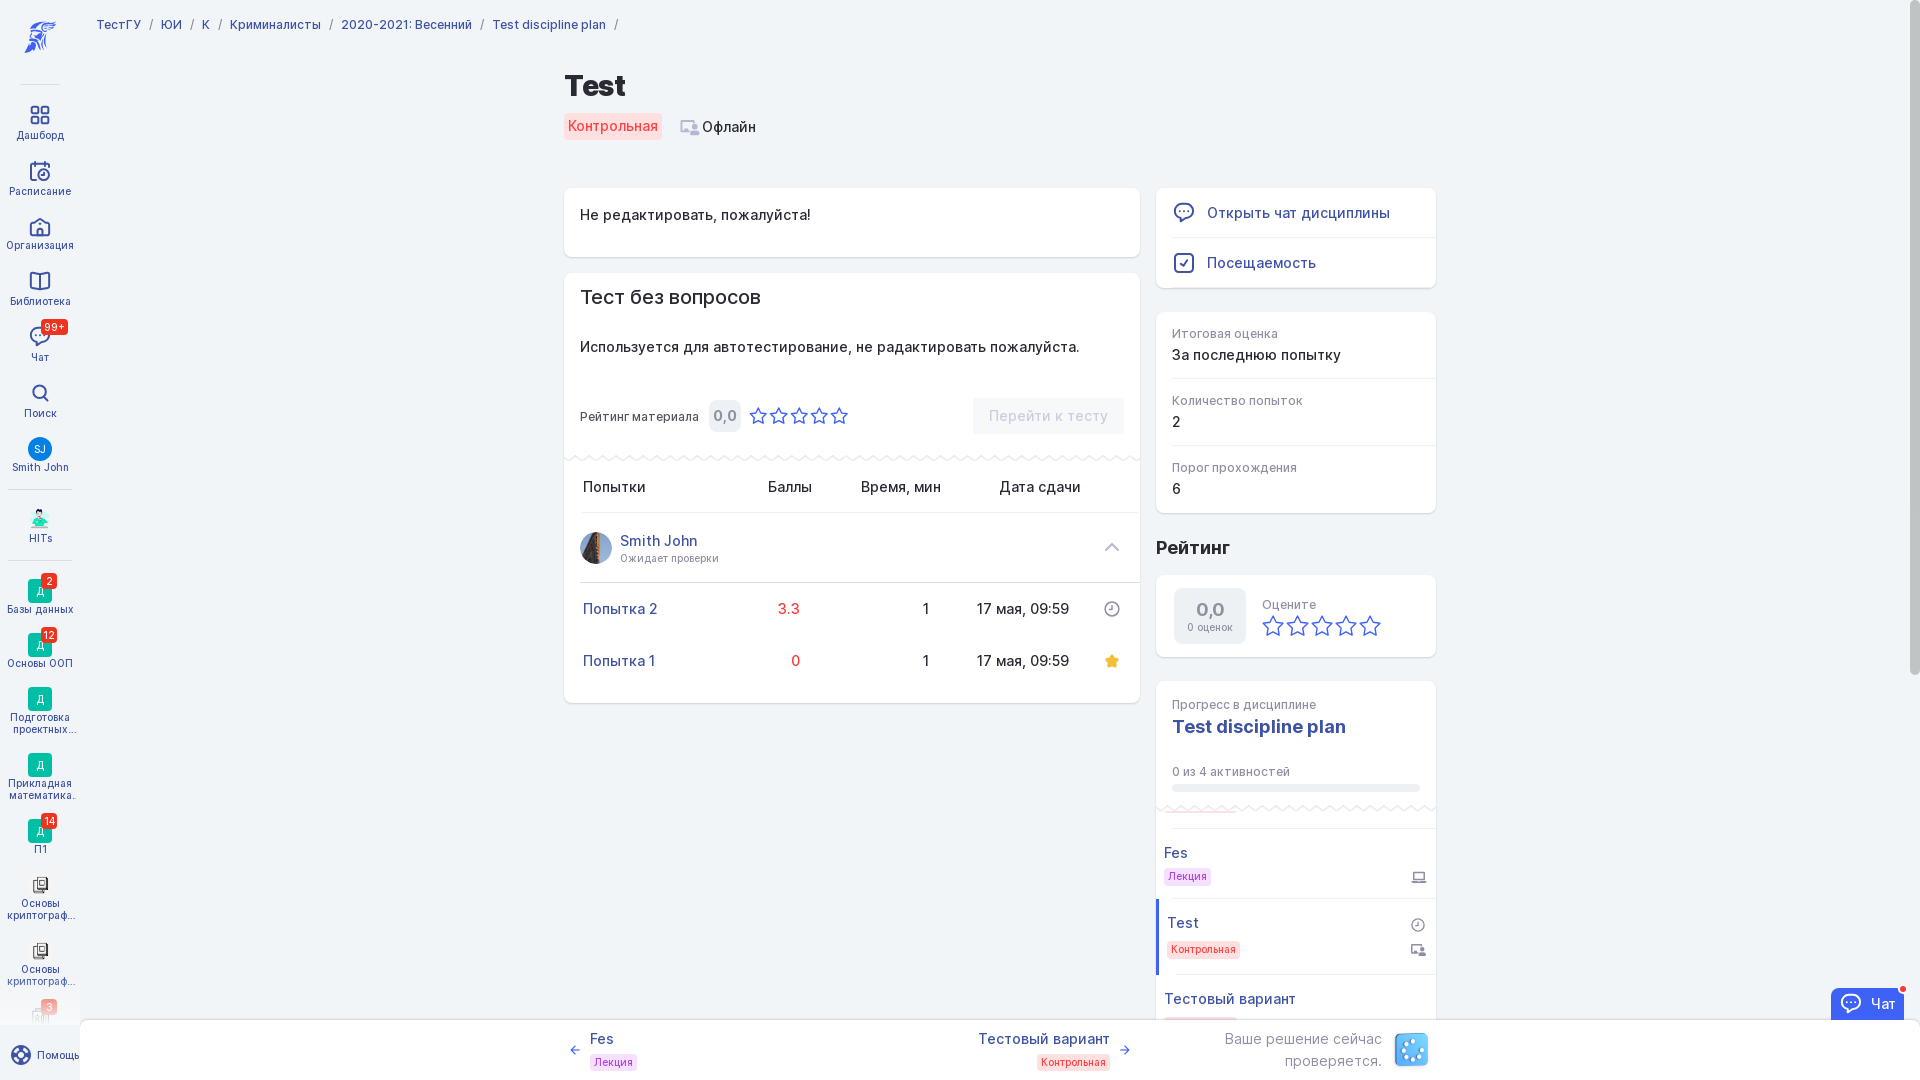 ТестГУ / ЮИ / К / Криминалисты / 2020-2021: Весенний / Test discipline plan /
Дашборд
Расписание
Организация
Библиотека
99+
Чат
Поиск
SJ
Smith John
HITs
Д
2
Базы данных
Д
12
Основы ООП
Д
Подготовка
проектных...
Д
Прикладная
математика.
Д
14
П1
Основы
криптограф...
Основы
криптограф...
3
Помощь
Test
Контрольная
Офлайн
Не редактировать, пожалуйста!
Тест без вопросов
Используется для автотестирование, не радактировать пожалуйста.
Рейтинг материала 0,0
Перейти к тесту
Попытки Баллы Время, мин Дата сдачи
Smith John
Ожидает проверки
Попытка 2 3.3 1 17 мая, 09:59
Попытка 1 0 1 17 мая, 09:59
Открыть чат дисциплины
Посещаемость
Итоговая оценка
За последнюю попытку
Количество попыток
2
Порог прохождения
6
Рейтинг
0,0
0 оценок
Оцените
Прогресс в дисциплине
Test discipline plan
0 из 4 активностей
Fes
Лекция
Test
Контрольная
Тестовый вариант
Чат
Fes
Лекция
Тестовый вариант
Контрольная
Ваше решение сейчас
проверяется.